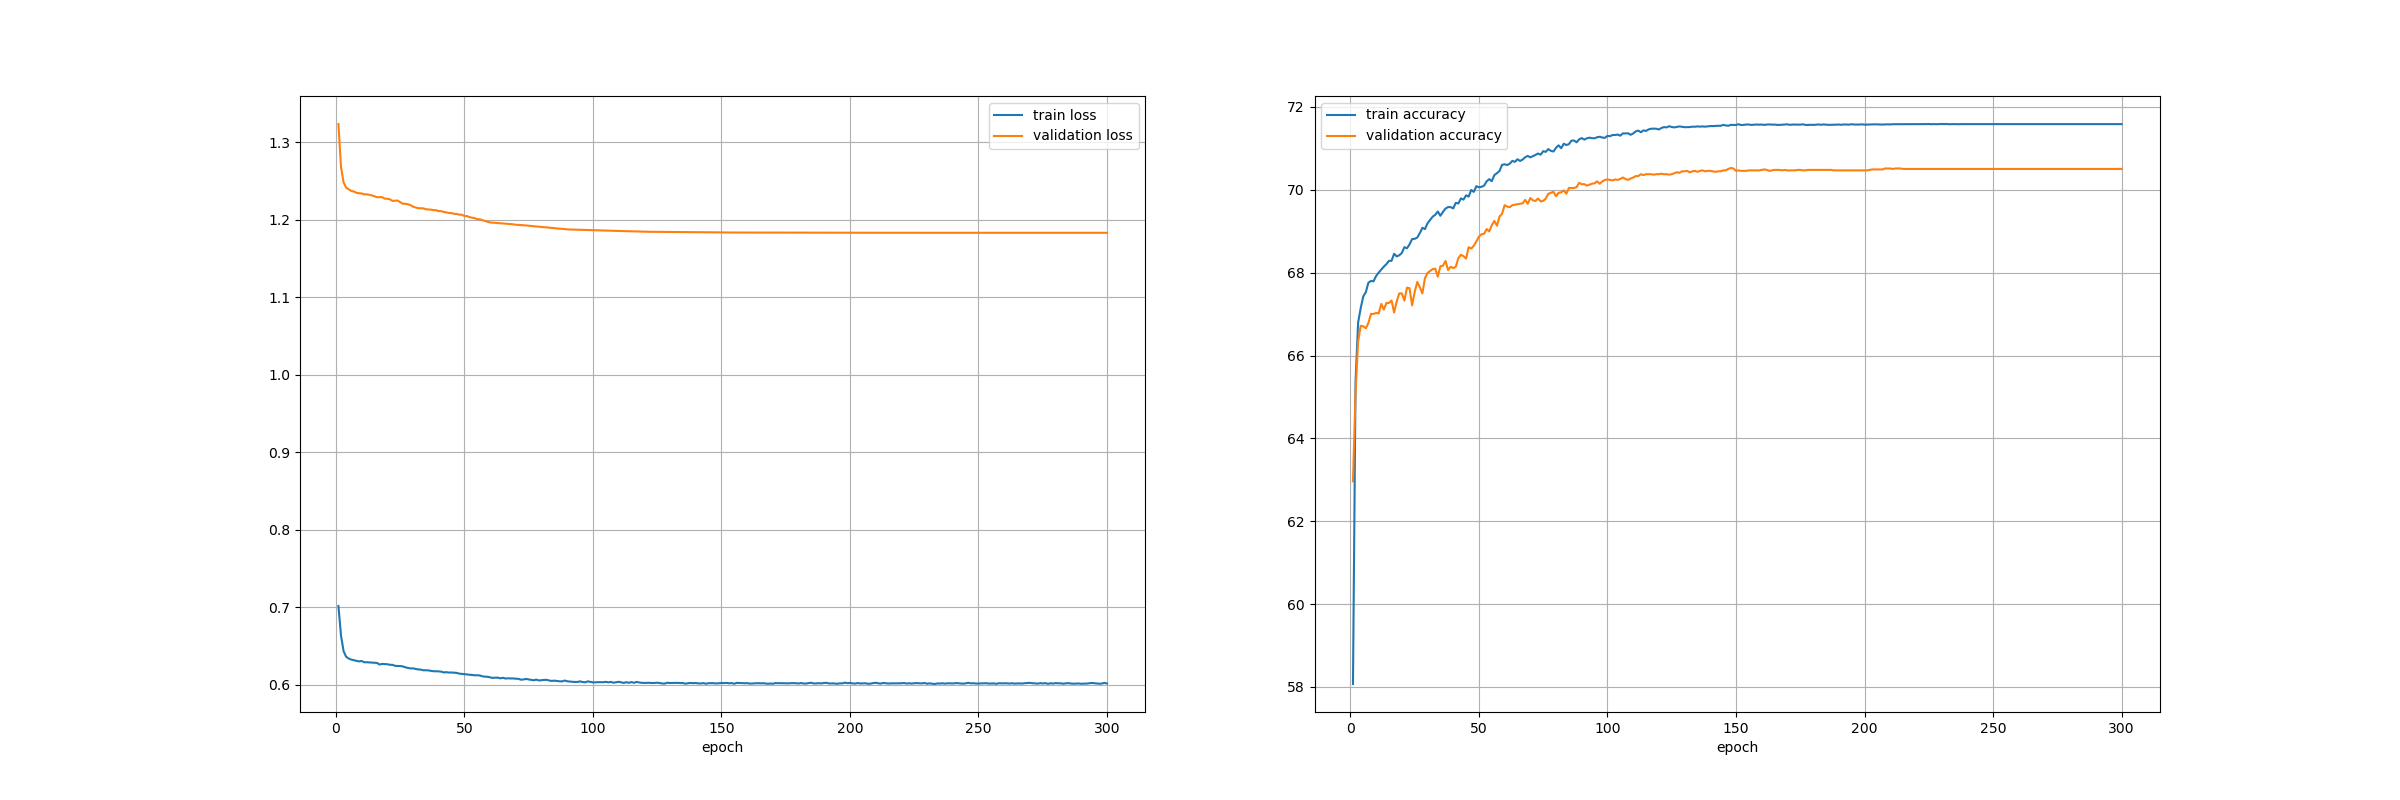 train loss
validation loss
1.3
1.2
1.1
1.0
0.9
0.8
0.7
0.6
0 50 100 150 200 250 300
epoch
train accuracy
validation accuracy
72
70
68
66
64
62
60
58
0 50 100 150 200 250 300
epoch